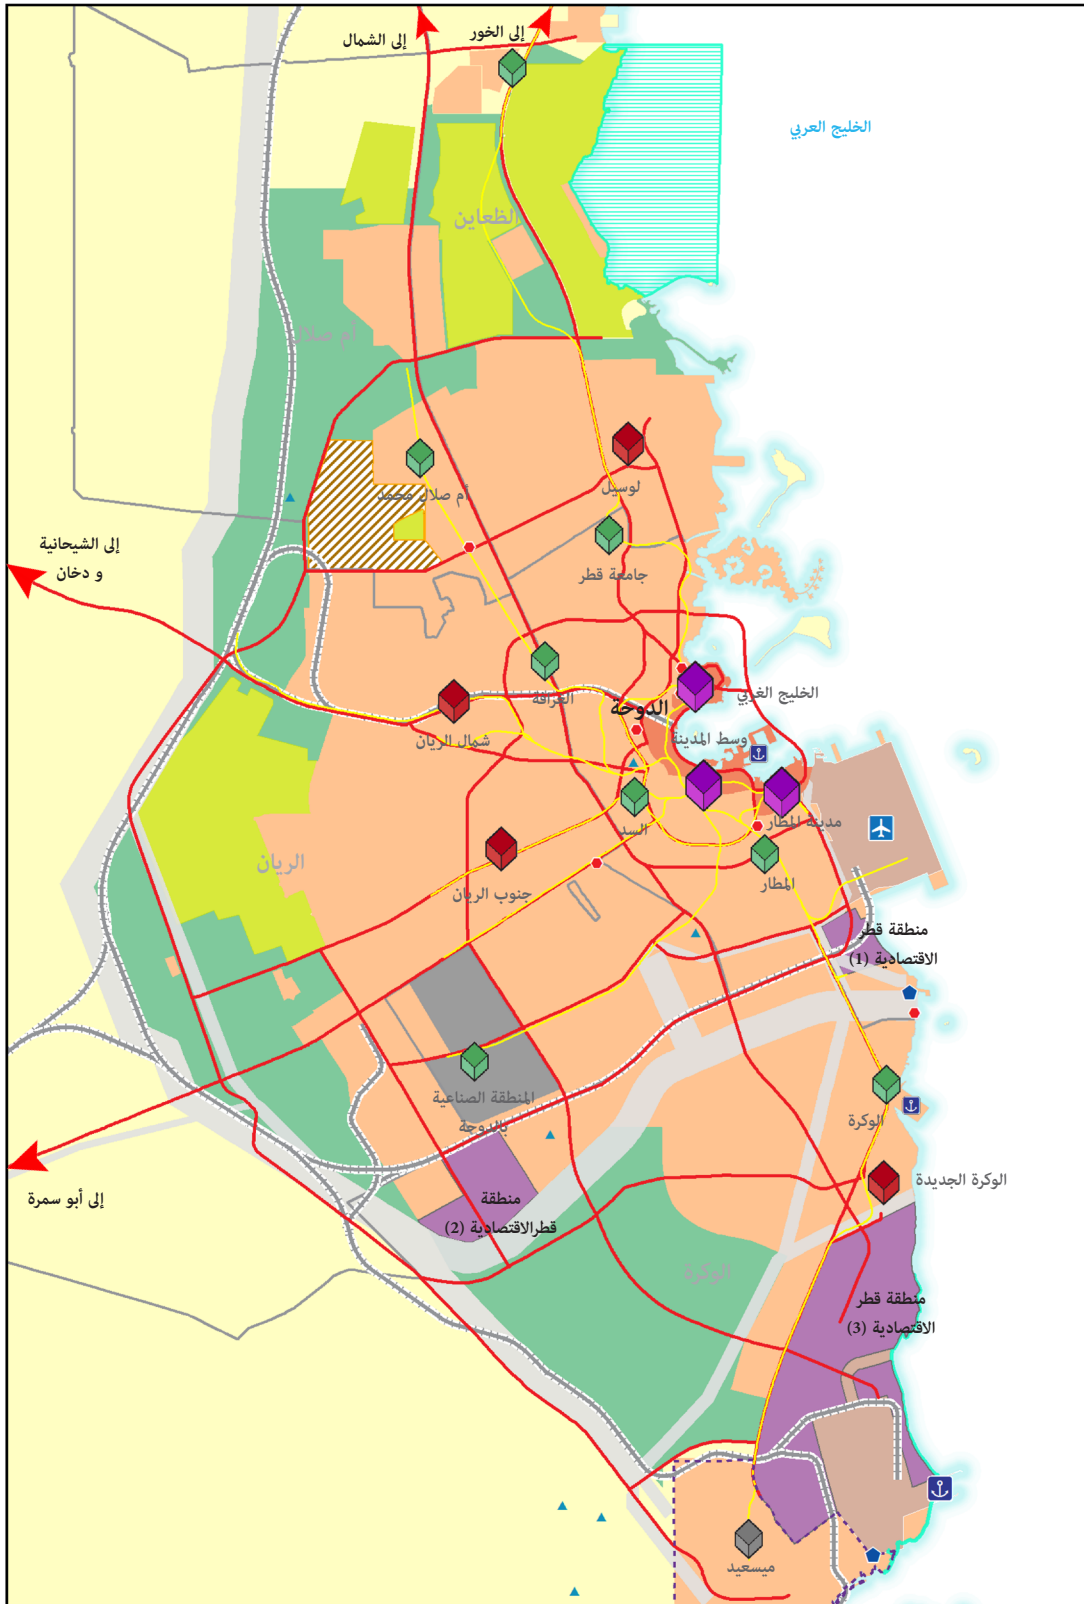 إلى الخور
إلى الشمال
الخليج العربي
الظعاين
أم صلال
أم صلال محمد
لوسيل
إلى الشيحانية
و دخان
جامعة قطر
الغرافة
الخليج الغربي
الدوحة
وسط المدينة
شمال الريان
مدينة المطار
السد
الريان
المطار
جنوب الريان
منطقة قطر
الاقتصادية (1)
المنطقة الصناعية
بالدوحة
الوكرة
الوكرة الجديدة
إلى أبو سمرة
منطقة
قطرالاقتصادية (2)
الوكرة
منطقة قطر
الاقتصادية (3)
ميسعيد